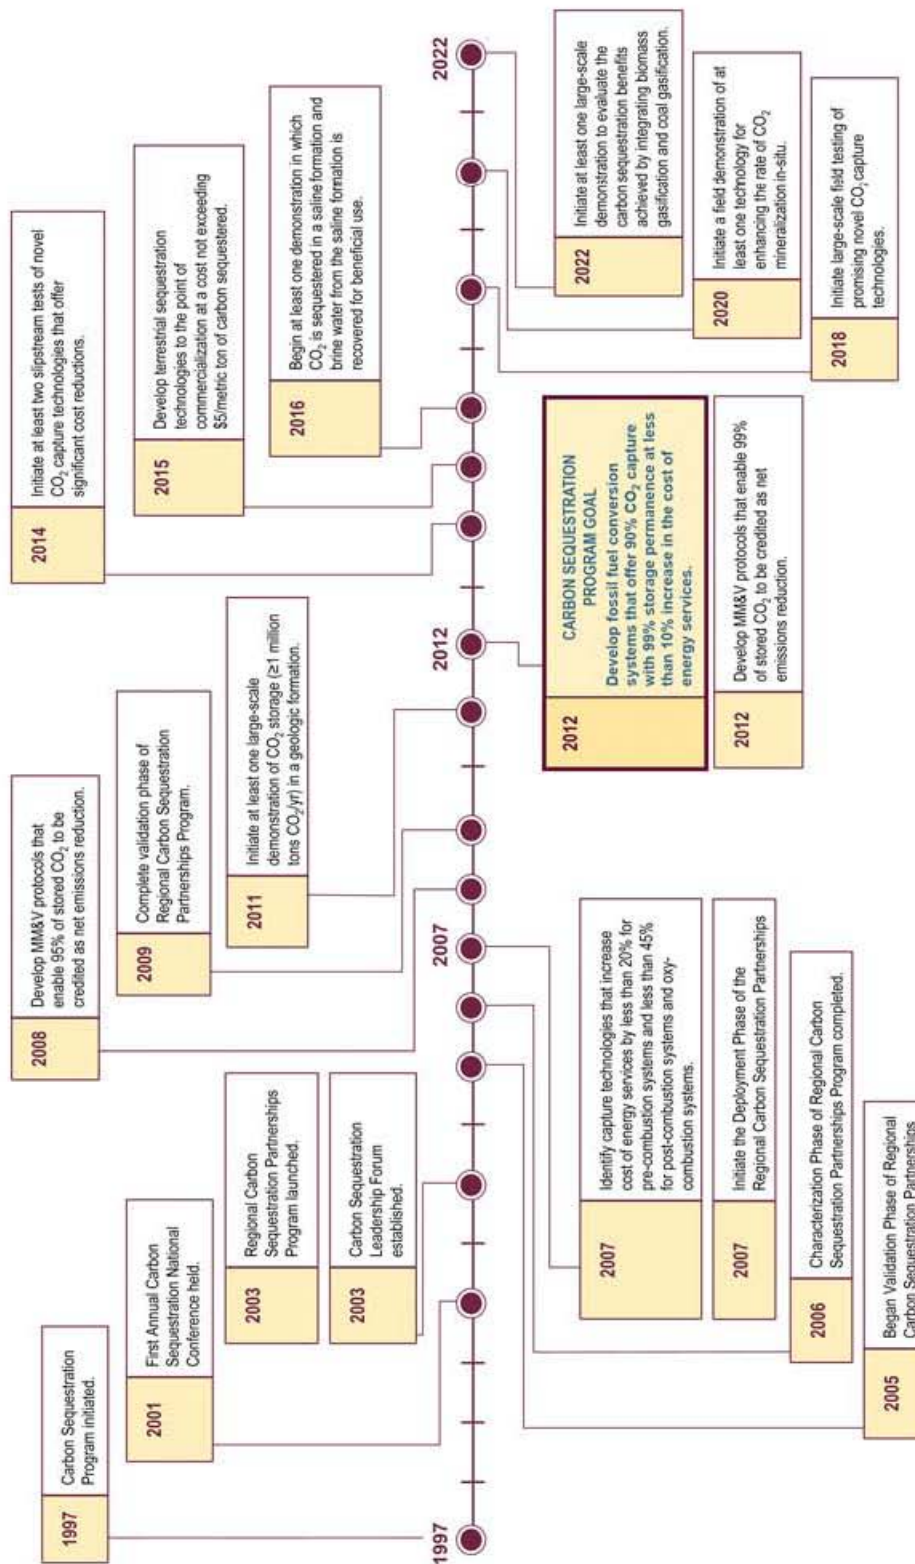 1997
Carbon Sequestration
Program initiated.
2001
First Annual Carbon
Sequestration National
Conference held.
2003
Regional Carbon
Sequestration Partnerships
Program launched.
2003
Carbon Sequestration
Leadership Forum
established.
2008
Develop MM&V protocols that
enable 95% of stored CO₂ to be
credited as net emissions reduction.
2009
Complete validation phase of
Regional Carbon Sequestration
Partnerships Program.
2011
Initiate at least one large-scale
demonstration of CO₂ storage (≥1 million
tons CO₂/yr) in a geologic formation.
2014
Initiate at least two slipstream tests of novel
CO₂ capture technologies that offer
significant cost reductions.
2015
Develop terrestrial sequestration
technologies to the point of
commercialization at a cost not exceeding
$5/metric ton of carbon sequestered.
2016
Begin at least one demonstration in which
CO₂ is sequestered in a saline formation and
brine water from the saline formation is
recovered for beneficial use.
1997
2007
2012
2022
2007
Identify capture technologies that increase
cost of energy services by less than 20% for
pre-combustion systems and less than 45%
for post-combustion systems and oxy-
combustion systems.
2007
Initiate the Deployment Phase of the
Regional Carbon Sequestration Partnerships
2006
Characterization Phase of Regional Carbon
Sequestration Partnerships Program completed.
2005
Began Validation Phase of Regional
Carbon Sequestration Partnerships
2012
CARBON SEQUESTRATION
PROGRAM GOAL
Develop fossil fuel conversion
systems that offer 90% CO₂ capture
with 99% storage permanence at less
than 10% increase in the cost of
energy services.
2012
Develop MM&V protocols that enable 99%
of stored CO₂ to be credited as net
emissions reduction.
2022
Initiate at least one large-scale
demonstration to evaluate the
carbon sequestration benefits
achieved by integrating biomass
gasification and coal gasification.
2020
Initiate a field demonstration of at
least one technology for
enhancing the rate of CO₂
mineralization in-situ.
2018
Initiate large-scale field testing of
promising novel CO₂ capture
technologies.